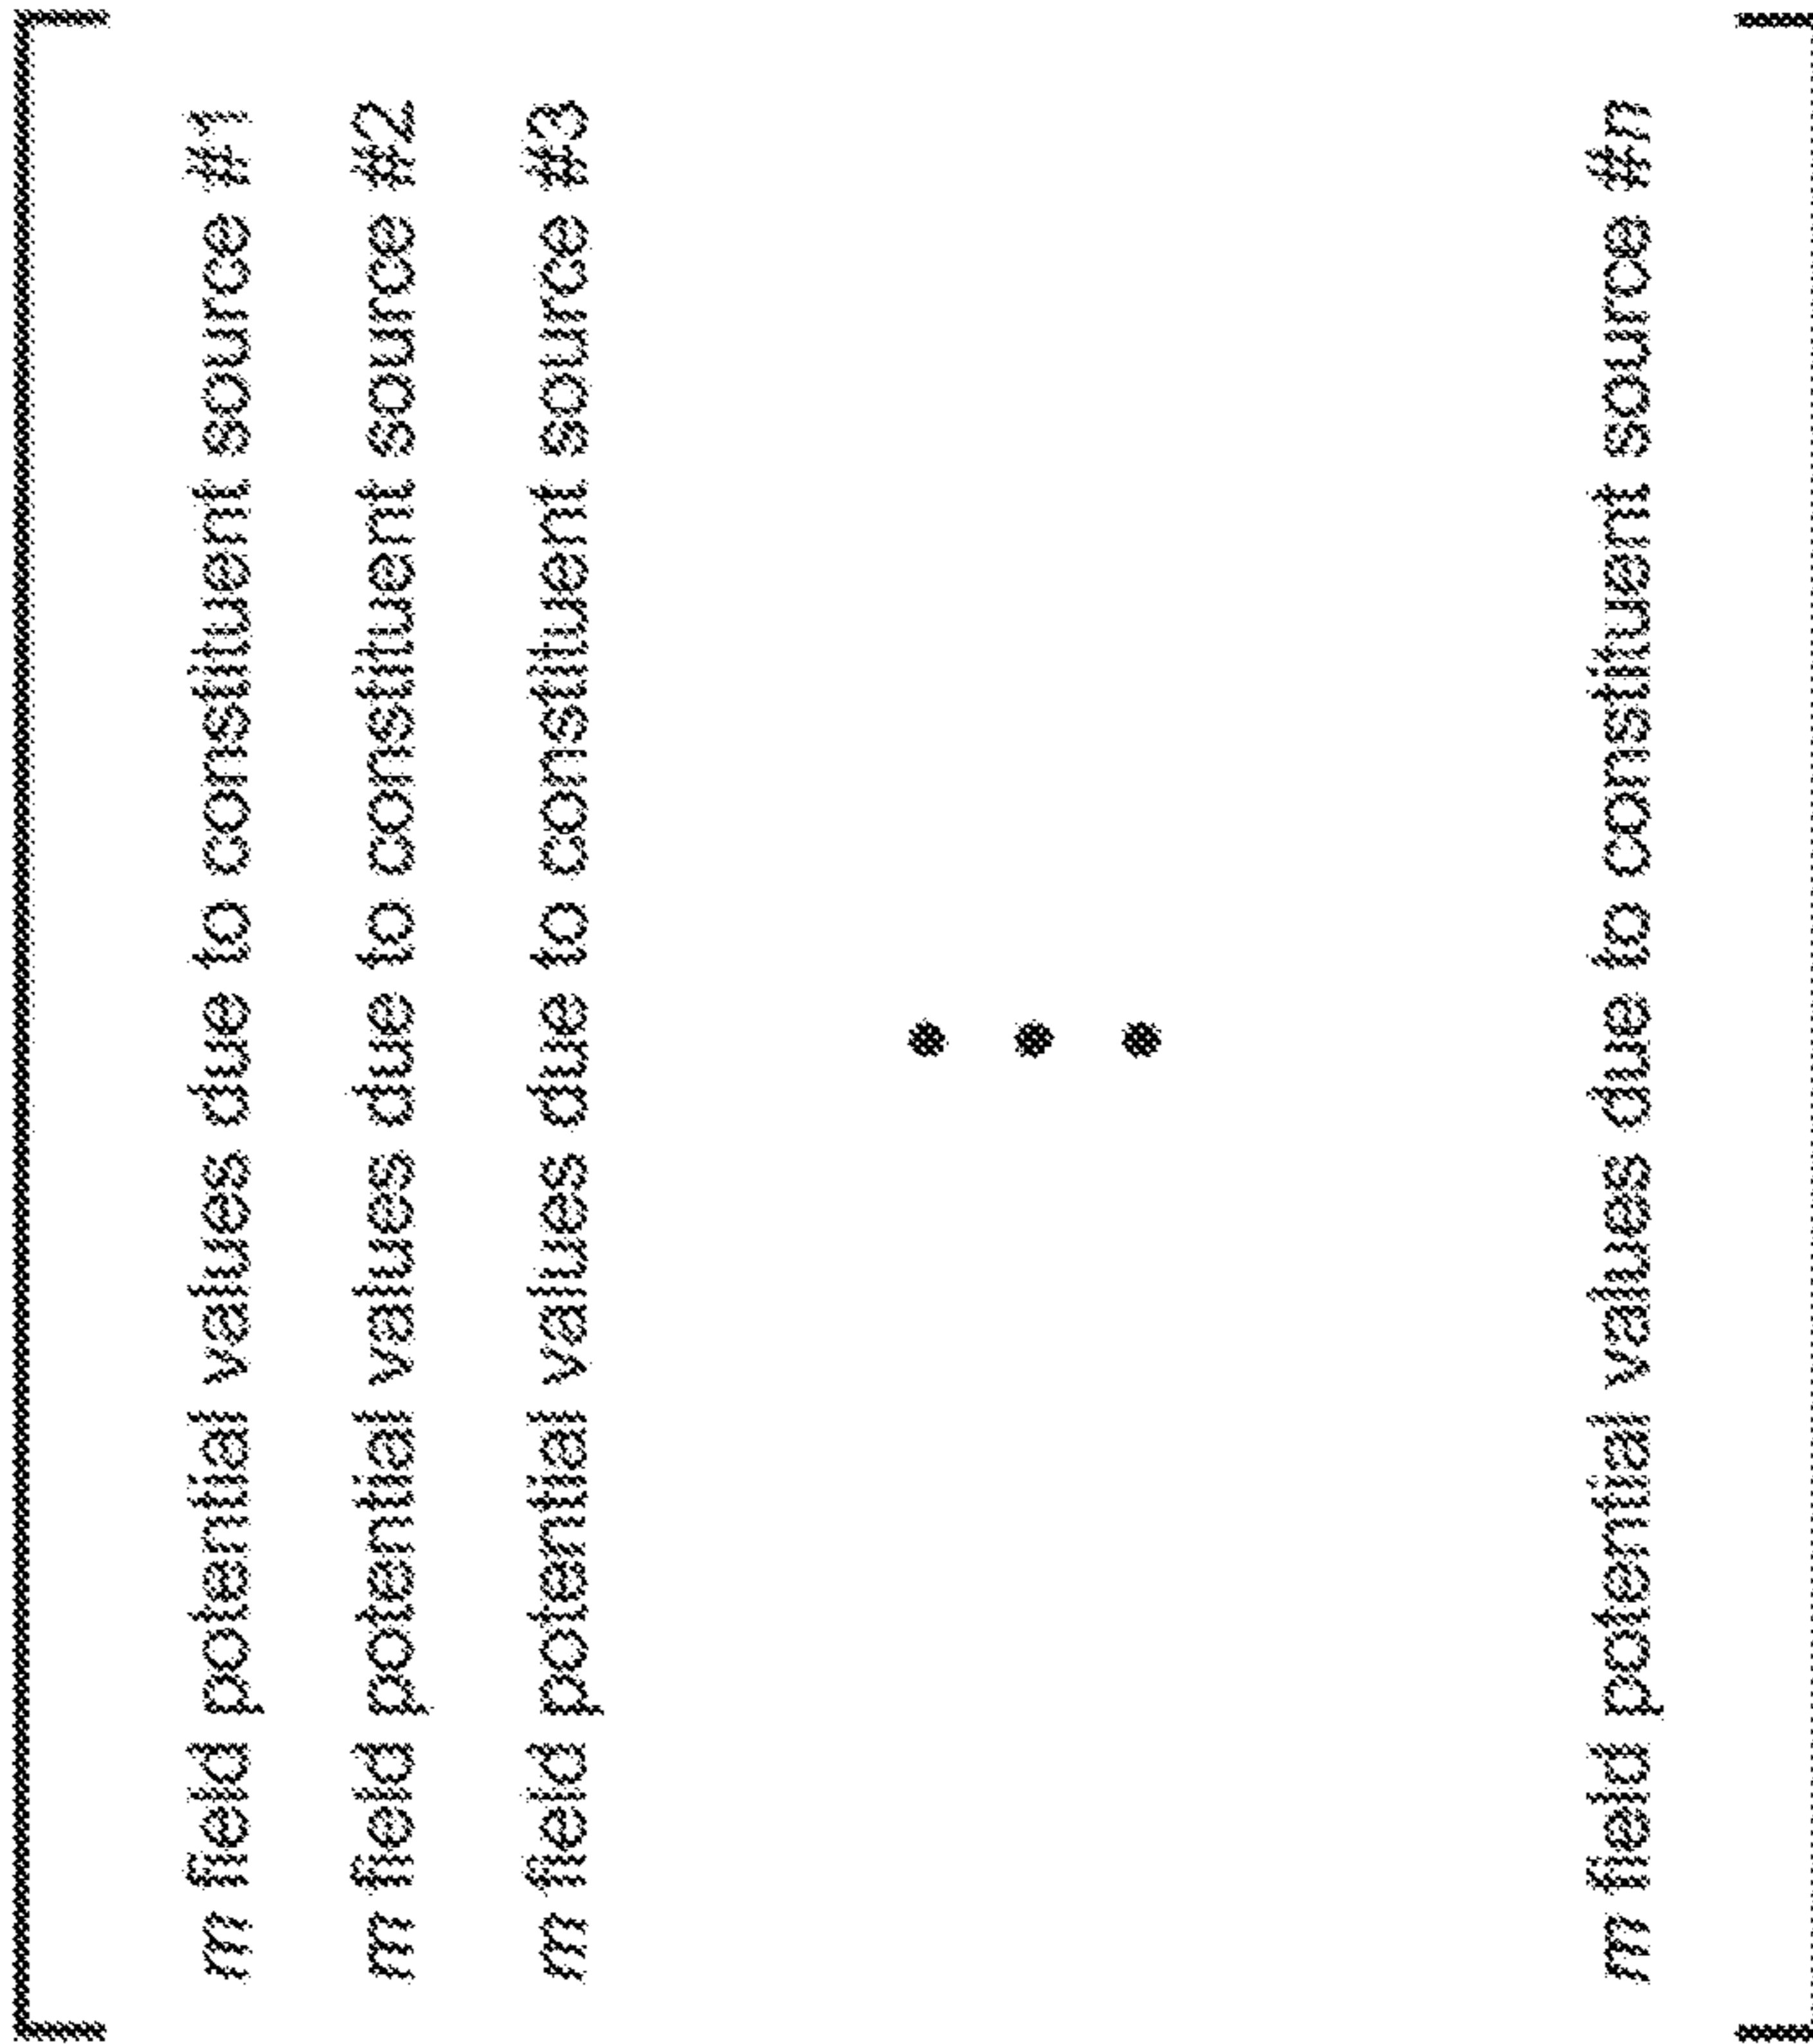 m field potential values due to constituent source #1
m field potential values due to constituent source #2
m field potential values due to constituent source #3
• • •
m field potential values due to constituent source #n